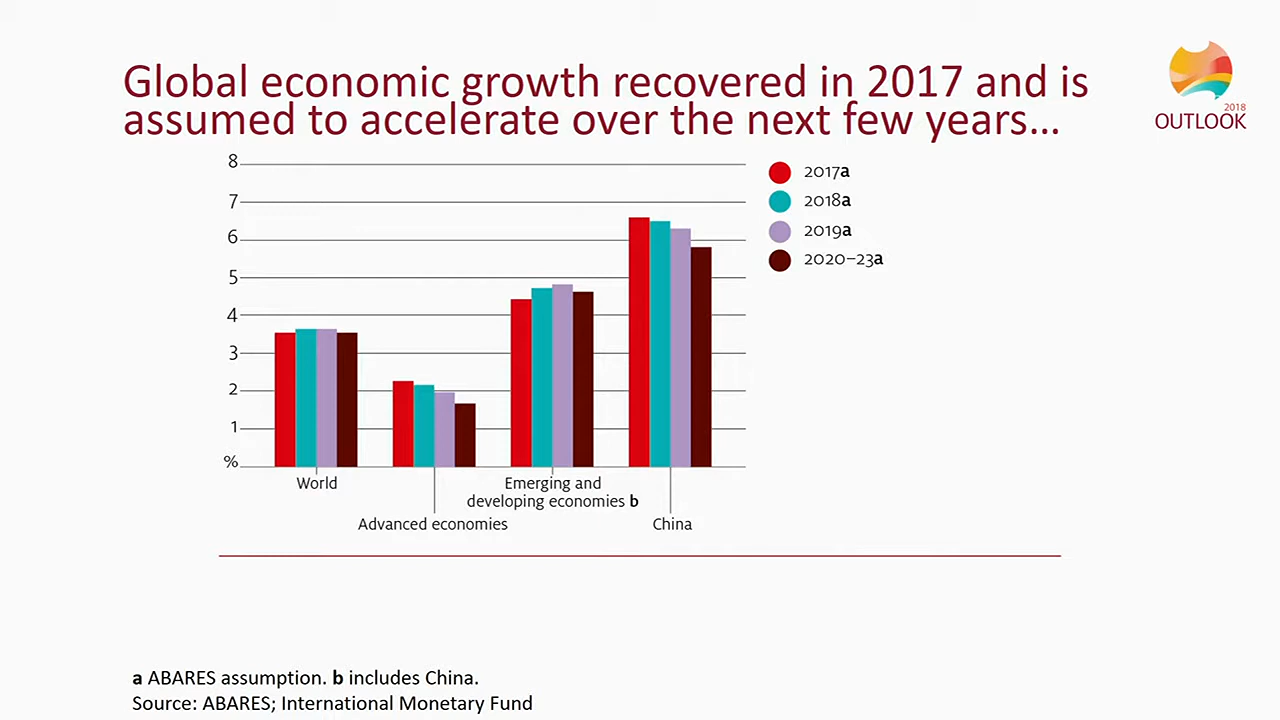 Global economic growth recovered in 2017 and is
assumed to accelerate over the next few years...
2018
OUTLOOK
8
7
6
5
4
3
2
1
%
2017a
2018a
2019a
2020–23a
World
Advanced economies
Emerging and
developing economies b
China
a ABARES assumption. b includes China.
Source: ABARES; International Monetary Fund